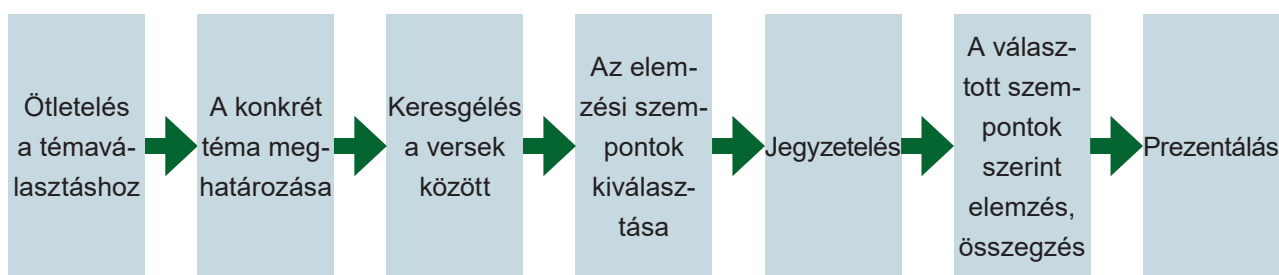 Ötletelés
a témavá-
lasztáshoz
A konkrét
téma meg-
határozása
Keresgélés
a versek
között
Az elem-
zési szem-
pontok
kiválasz-
tása
Jegyzetelés
A válasz-
tott szem-
pontok
szerint
elemzés,
összegzés
Prezentálás